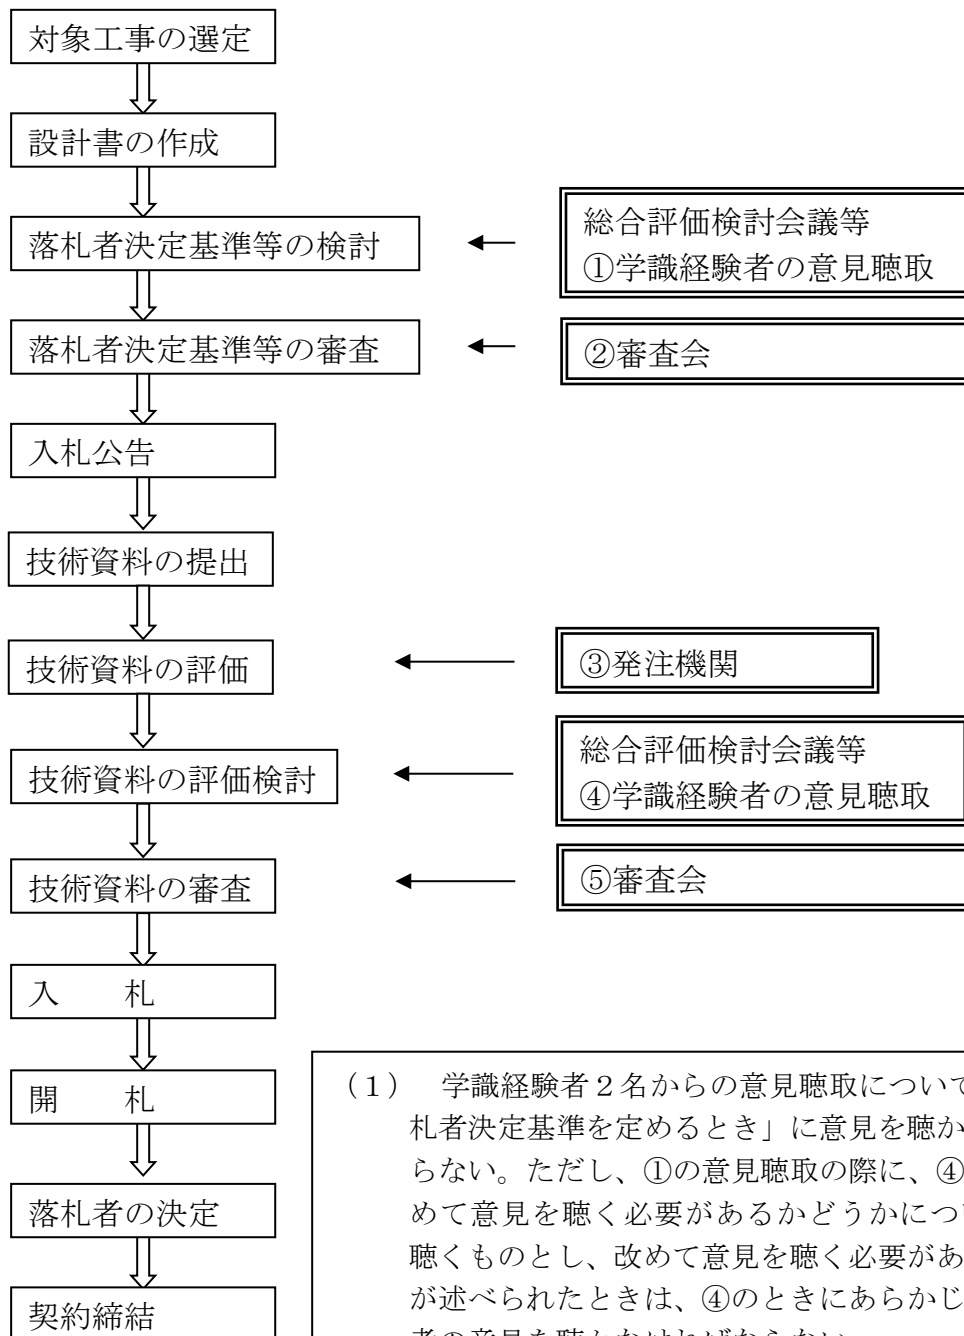 対象工事の選定
設計書の作成
落札者決定基準等の検討
総合評価検討会議等
①学識経験者の意見聴取
落札者決定基準等の審査
②審査会
入札公告
技術資料の提出
技術資料の評価
③発注機関
技術資料の評価検討
総合評価検討会議等
④学識経験者の意見聴取
技術資料の審査
⑤審査会
入　　札
開　　札
落札者の決定
契約締結
（1）　学識経験者２名からの意見聴取について
札者決定基準を定めるとき」に意見を聴か
らない。ただし、①の意見聴取の際に、④
めて意見を聴く必要があるかどうかにつ
聴くものとし、改めて意見を聴く必要があ
が述べられたときは、④のときにあらかじ